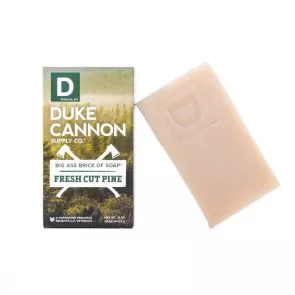 D
DUKE
CANNON
SUPPLY CO.
BIG ASS BRICK OF SOAP
FRESH CUT PINE
D